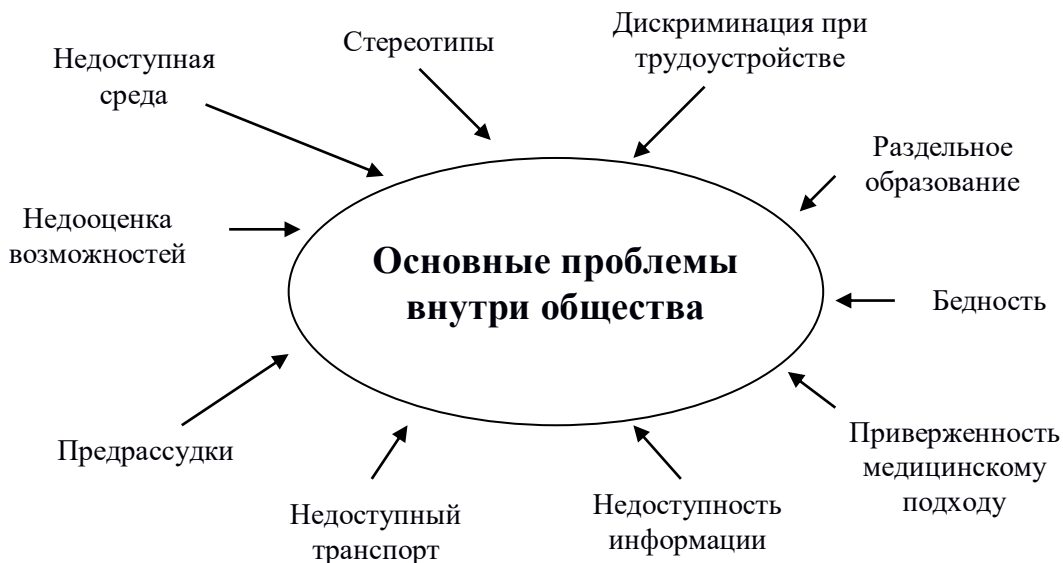 Стереотипы
Дискриминация при
трудоустройстве
Недоступная
среда
Раздельное
образование
Недооценка
возможностей
Основные проблемы
внутри общества
Бедность
Предрассудки
Приверженность
медицинскому
подходу
Недоступный
транспорт
Недоступность
информации